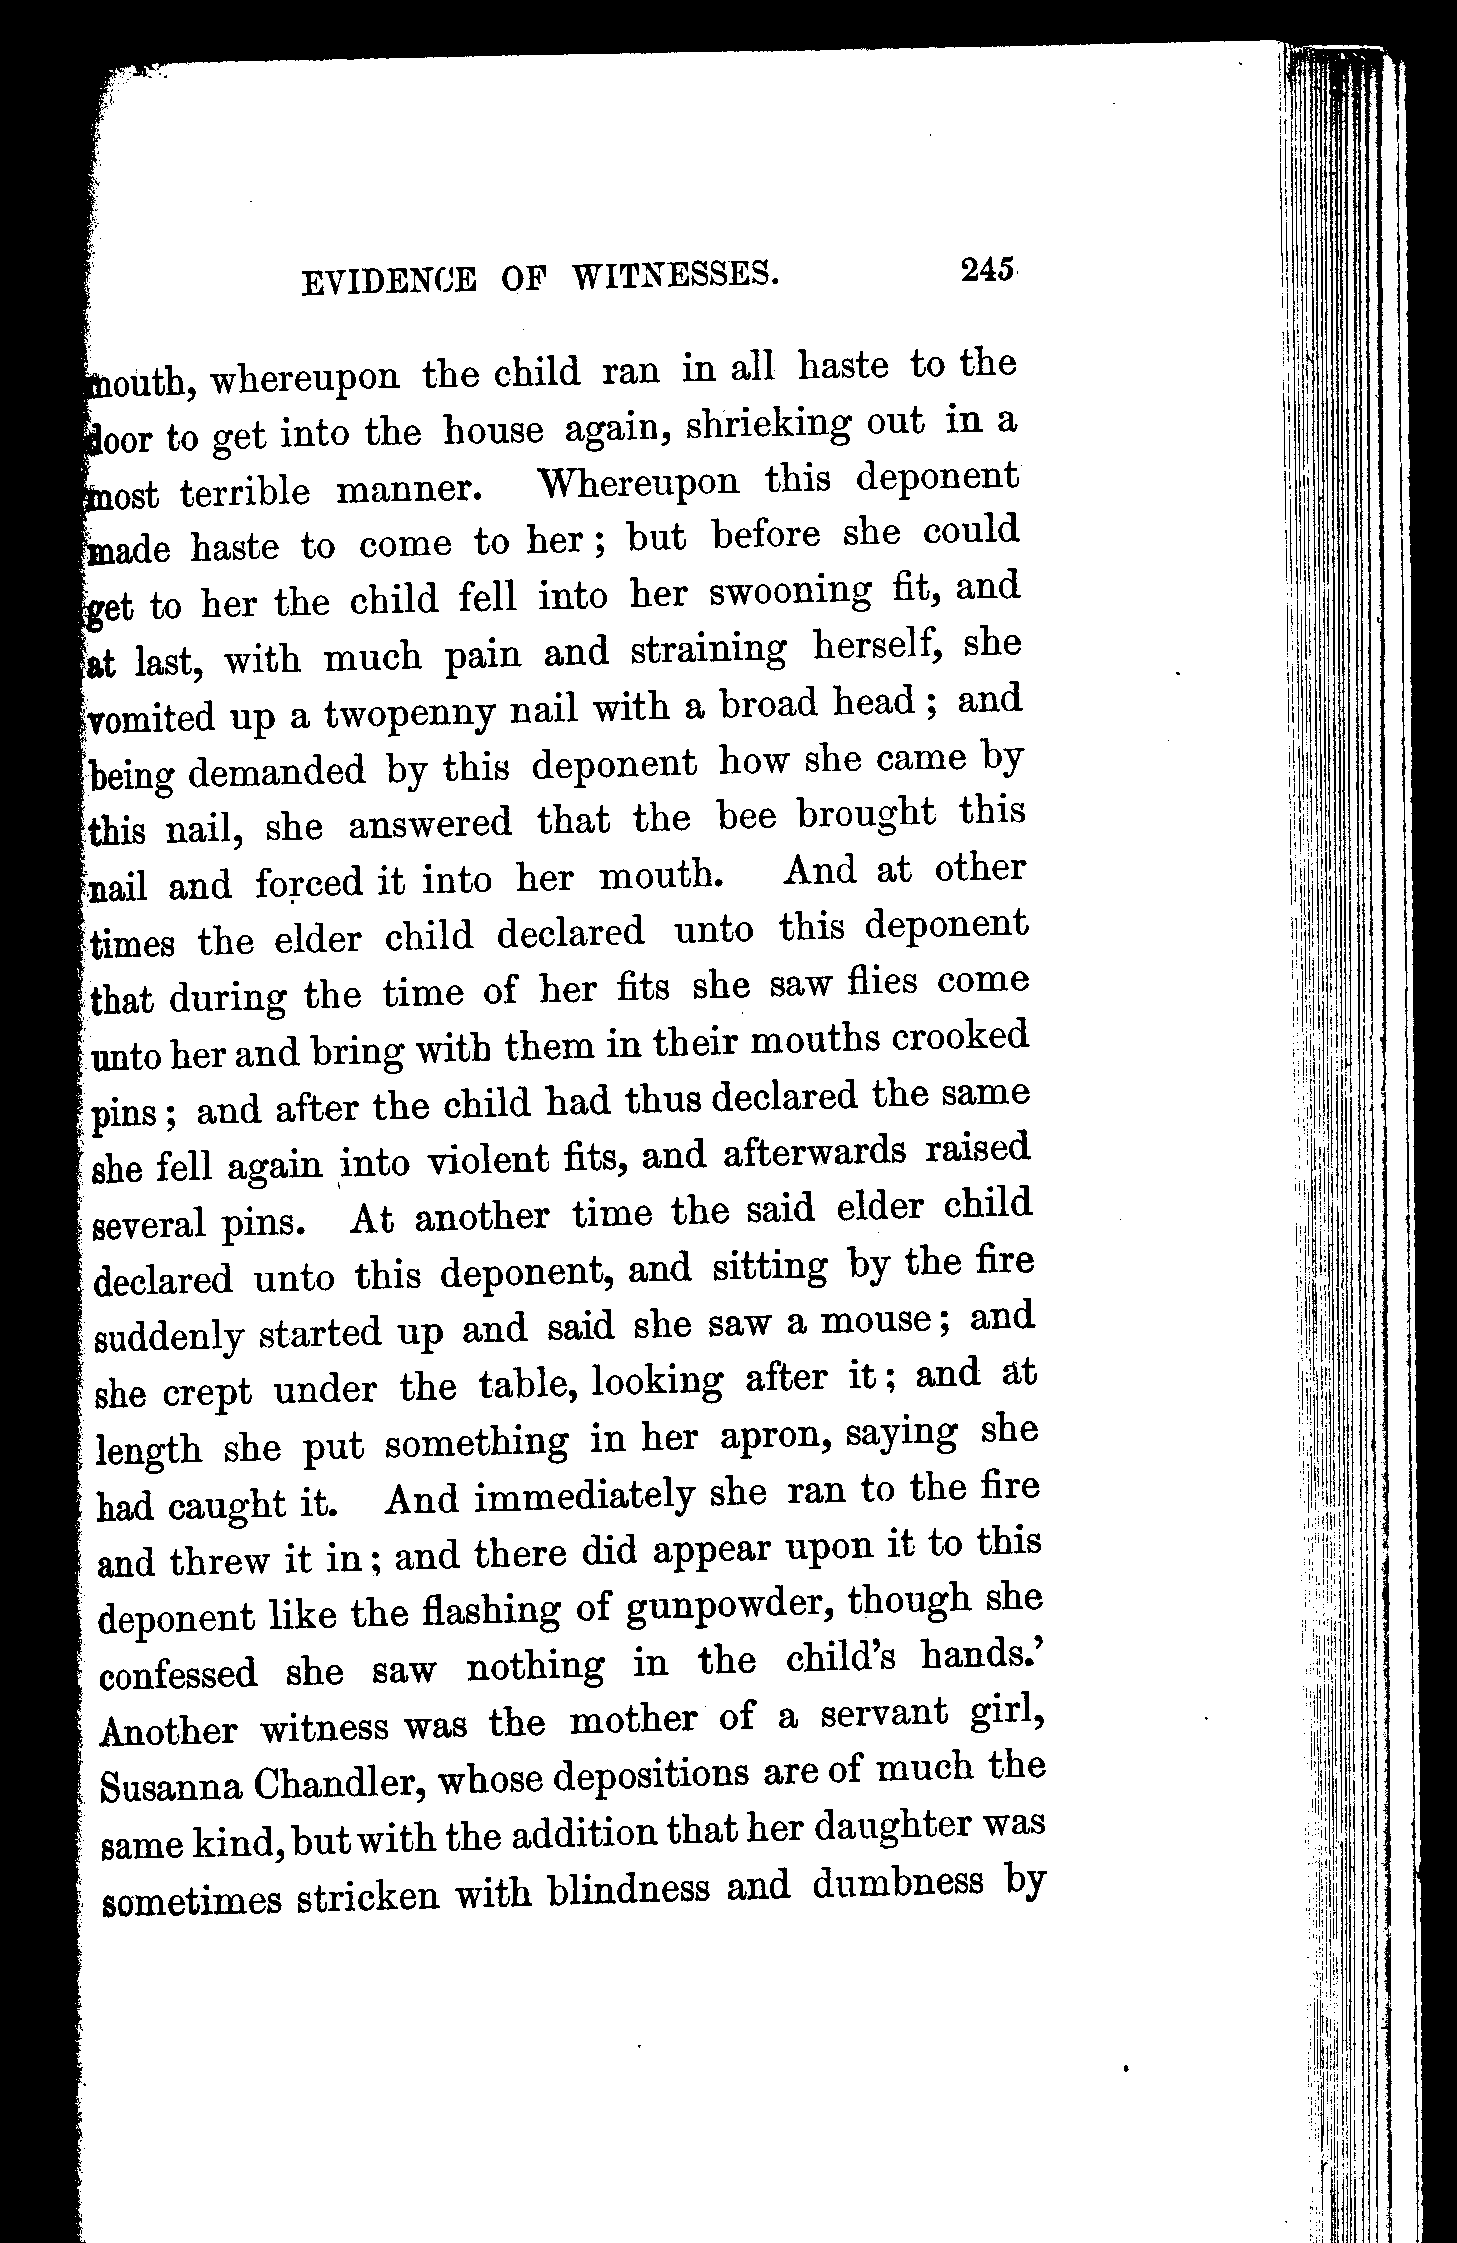 EVIDENCE OF WITNESSES. 245
mouth, whereupon the child ran in all haste to the
door to get into the house again, shrieking out in a
most terrible manner. Whereupon this deponent
made haste to come to her ; but before she could
get to her the child fell into her swooning fit, and
at last, with much pain and straining herself, she
vomited up a twopenny nail with a broad head ; and
being demanded by this deponent how she came by
this nail, she answered that the bee brought this
nail and forced it into her mouth. And at other
times the elder child declared unto this deponent
that during the time of her fits she saw flies come
unto her and bring with them in their mouths crooked
pins ; and after the child had thus declared the same
she fell again into violent fits, and afterwards raised
several pins. At another time the said elder child
declared unto this deponent, and sitting by the fire
suddenly started up and said she saw a mouse ; and
she crept under the table, looking after it ; and at
length she put something in her apron, saying she
had caught it. And immediately she ran to the fire
and threw it in ; and there did appear upon it to this
deponent like the flashing of gunpowder, though she
confessed she saw nothing in the child's hands.'
Another witness was the mother of a servant girl,
Susanna Chandler, whose depositions are of much the
same kind, but with the addition that her daughter was
sometimes stricken with blindness and dumbness by